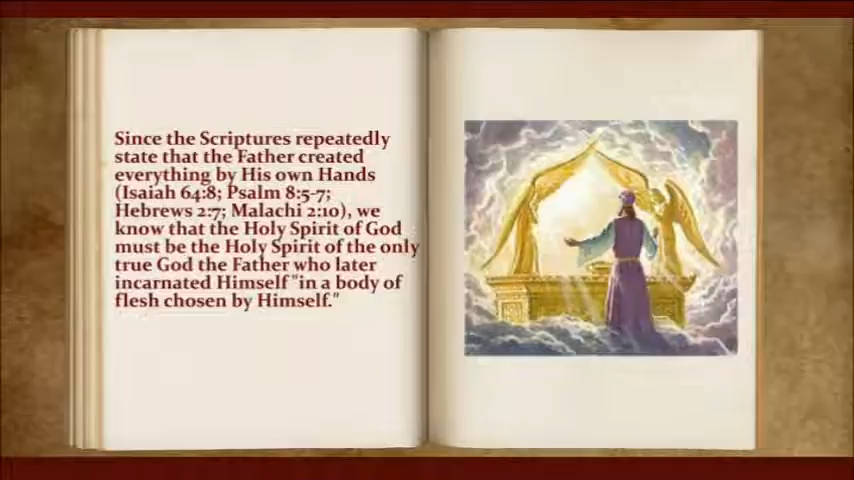 Since the Scriptures repeatedly
state that the Father created
everything by His own Hands
(Isaiah 64:8; Psalm 8:5-7;
Hebrews 2:7; Malachi 2:10), we
know that the Holy Spirit of God
must be the Holy Spirit of the only
true God the Father who later
incarnated Himself "in a body of
flesh chosen by Himself."